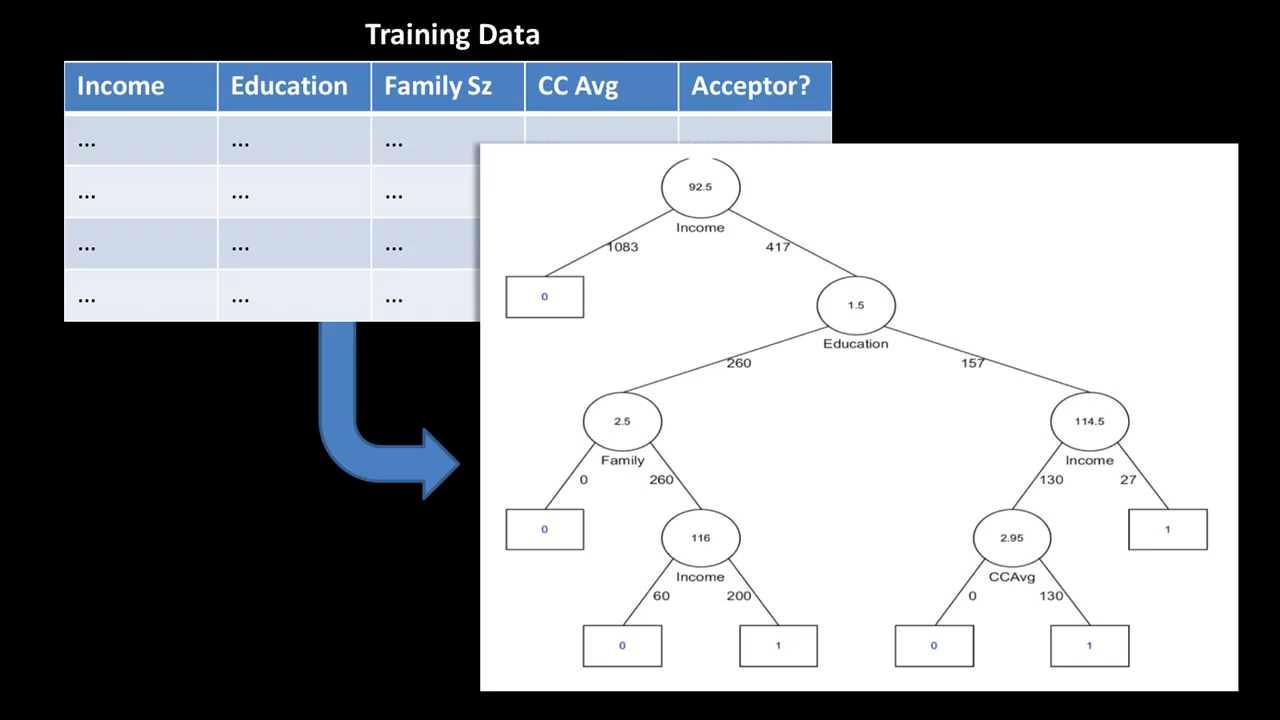 Training Data
Income Education Family Sz CC Avg Acceptor?
... ... ...
... ... ...
... ... ...
... ... ...
92.5
Income
1083 417
0
1.5
Education
260 157
2.5 114.5
Family Income
0 260 130 27
0 1
116 2.95
Income CCAvg
60 200 0 130
0 1 0 1